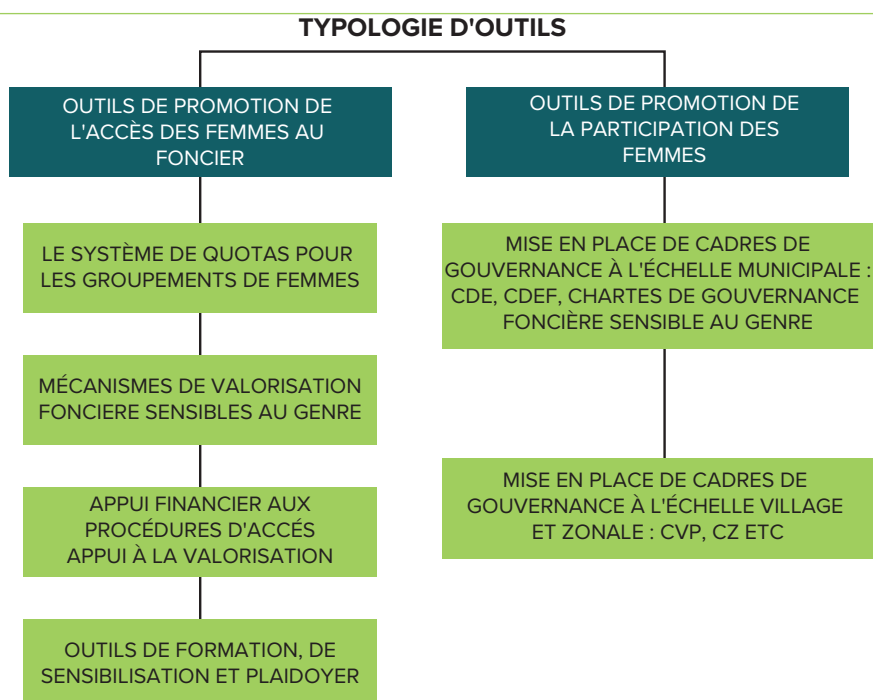 TYPOLOGIE D'OUTILS
OUTILS DE PROMOTION DE
L'ACCÈS DES FEMMES AU
FONCIER
LE SYSTÈME DE QUOTAS POUR
LES GROUPEMENTS DE FEMMES
MÉCANISMES DE VALORISATION
FONCIERE SENSIBLES AU GENRE
APPUI FINANCIER AUX
PROCÉDURES D'ACCÉS
APPUI À LA VALORISATION
OUTILS DE FORMATION, DE
SENSIBILISATION ET PLAIDOYER
OUTILS DE PROMOTION DE
LA PARTICIPATION DES
FEMMES
MISE EN PLACE DE CADRES DE
GOUVERNANCE À L'ÉCHELLE MUNICIPALE :
CDE, CDEF, CHARTES DE GOUVERNANCE
FONCIÈRE SENSIBLE AU GENRE
MISE EN PLACE DE CADRES DE
GOUVERNANCE À L'ÉCHELLE VILLAGE
ET ZONALE : CVP, CZ ETC